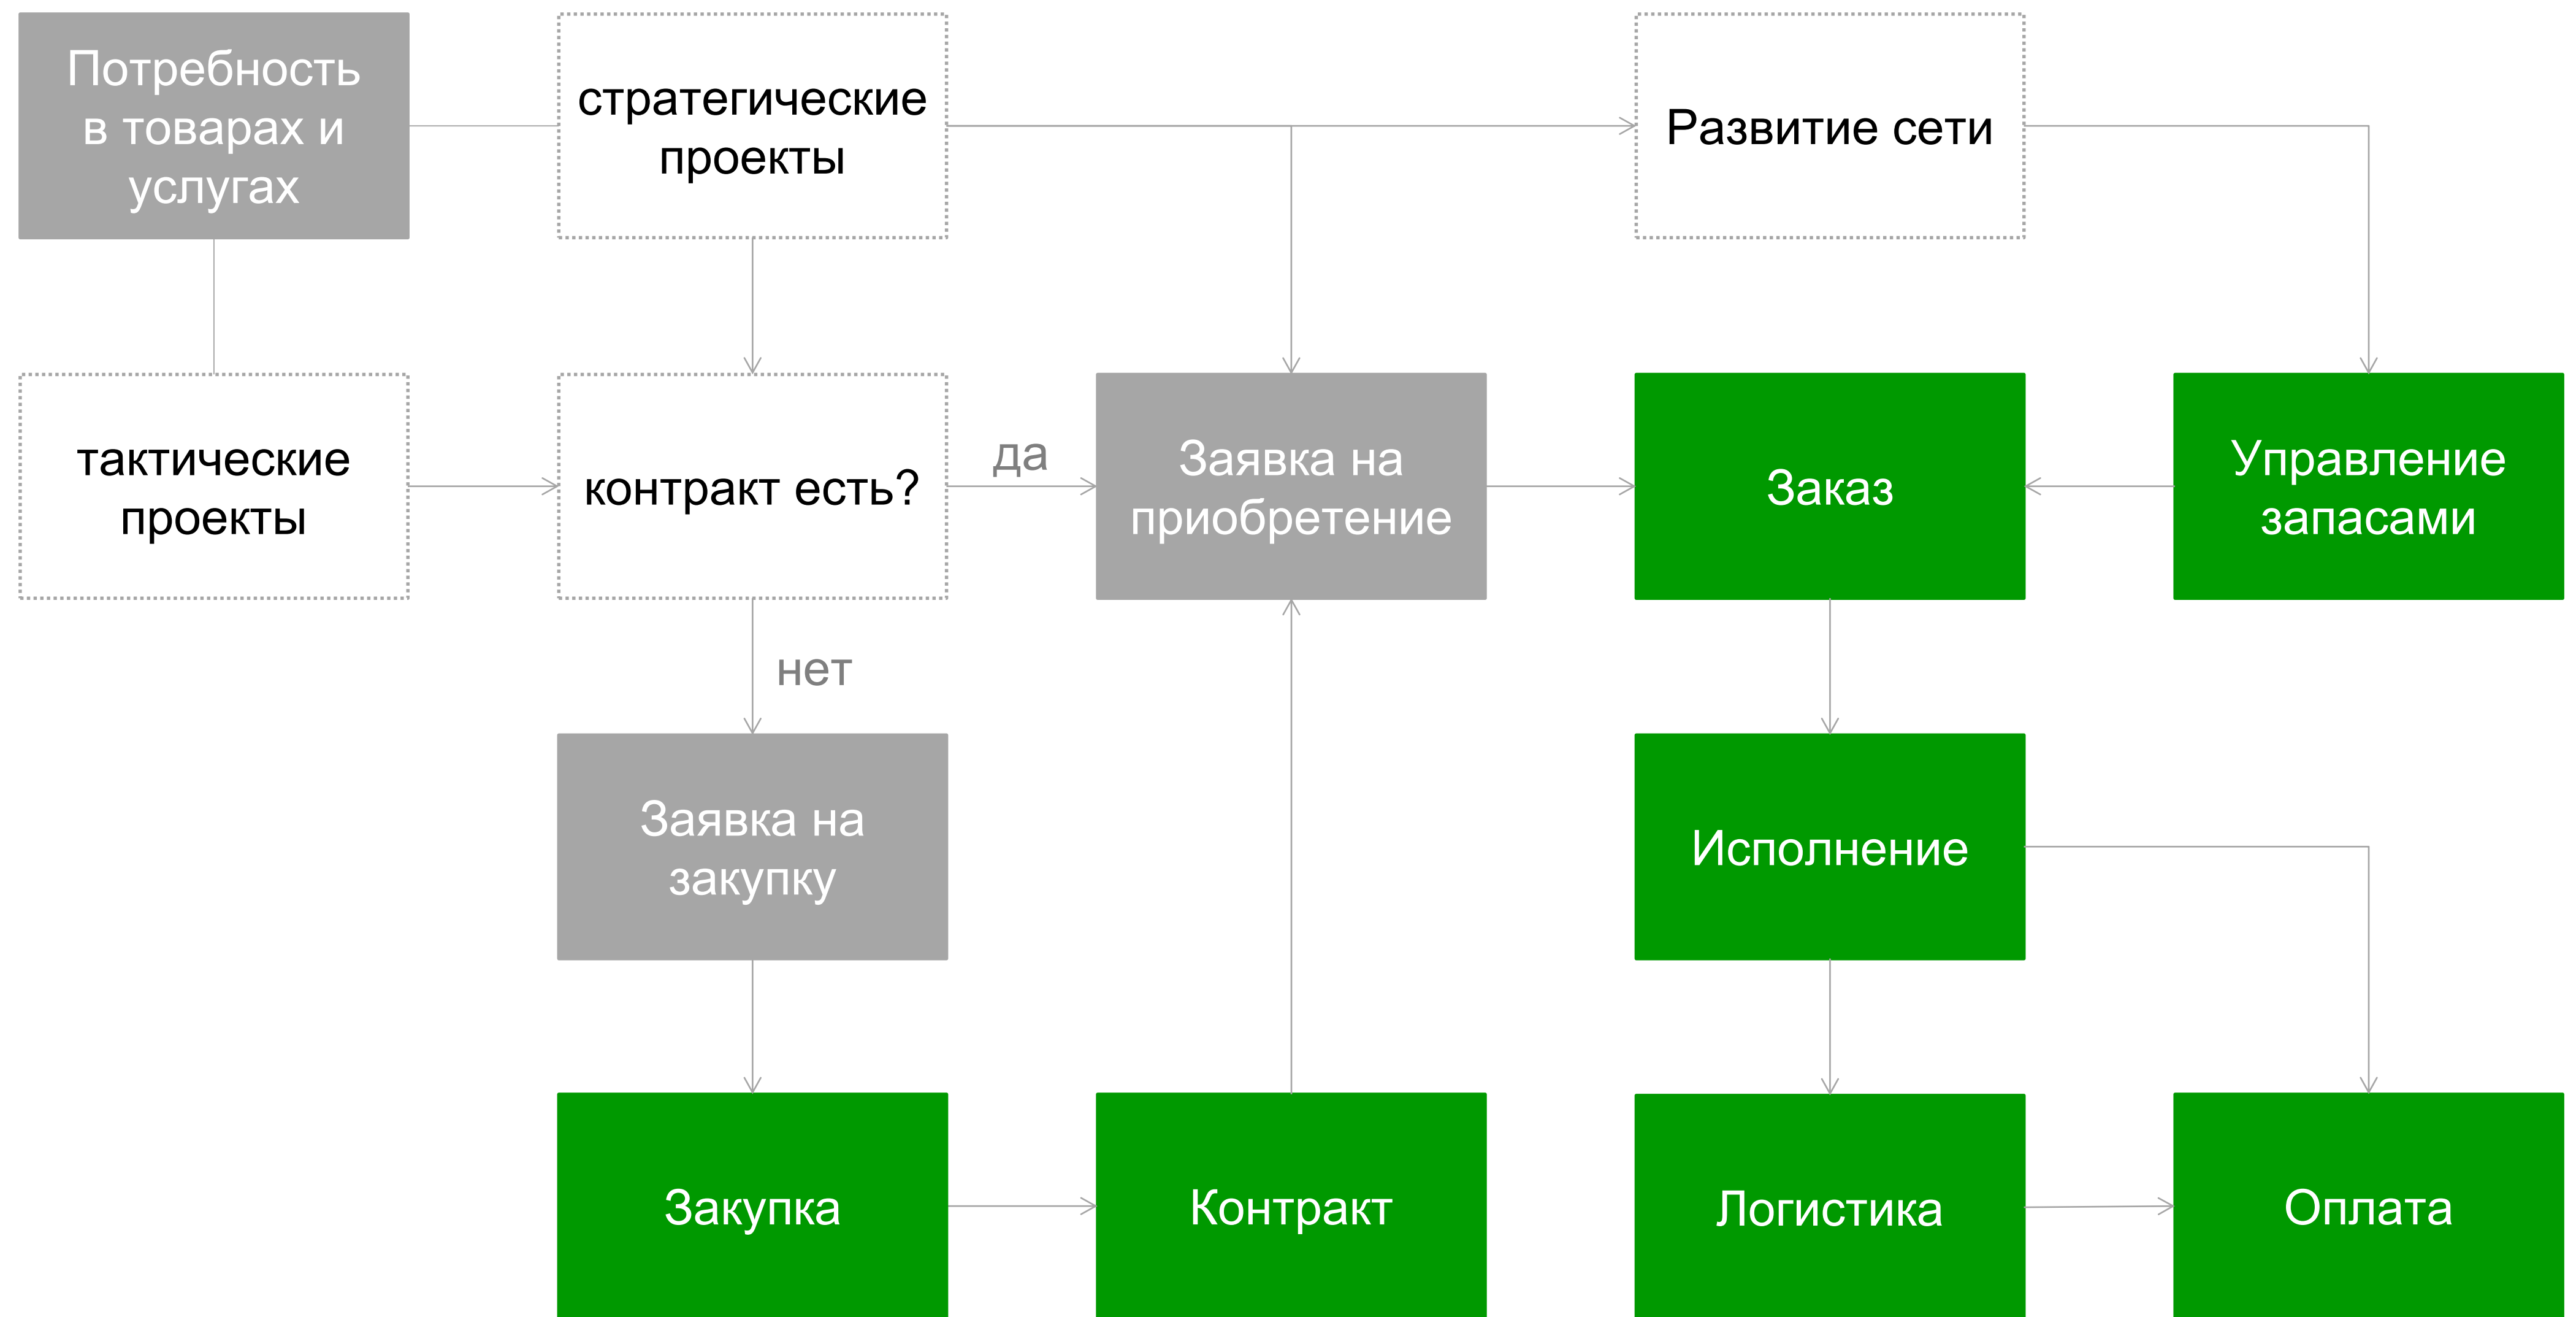 Потребность
в товарах и
услугах
стратегические
проекты
Развитие сети
тактические
проекты
контракт есть?
да
Заявка на
приобретение
Заказ
Управление
запасами
нет
Заявка на
закупку
Исполнение
Закупка
Контракт
Логистика
Оплата